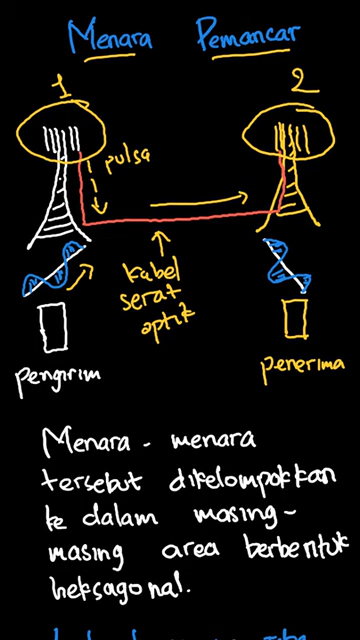 Menara Pemancar
1 2
pulsa
kabel
serat
optik
pengirim penerima
Menara - menara
tersebut dikelompokkan
ke dalam masing -
masing area berbentuk
heksagonal.